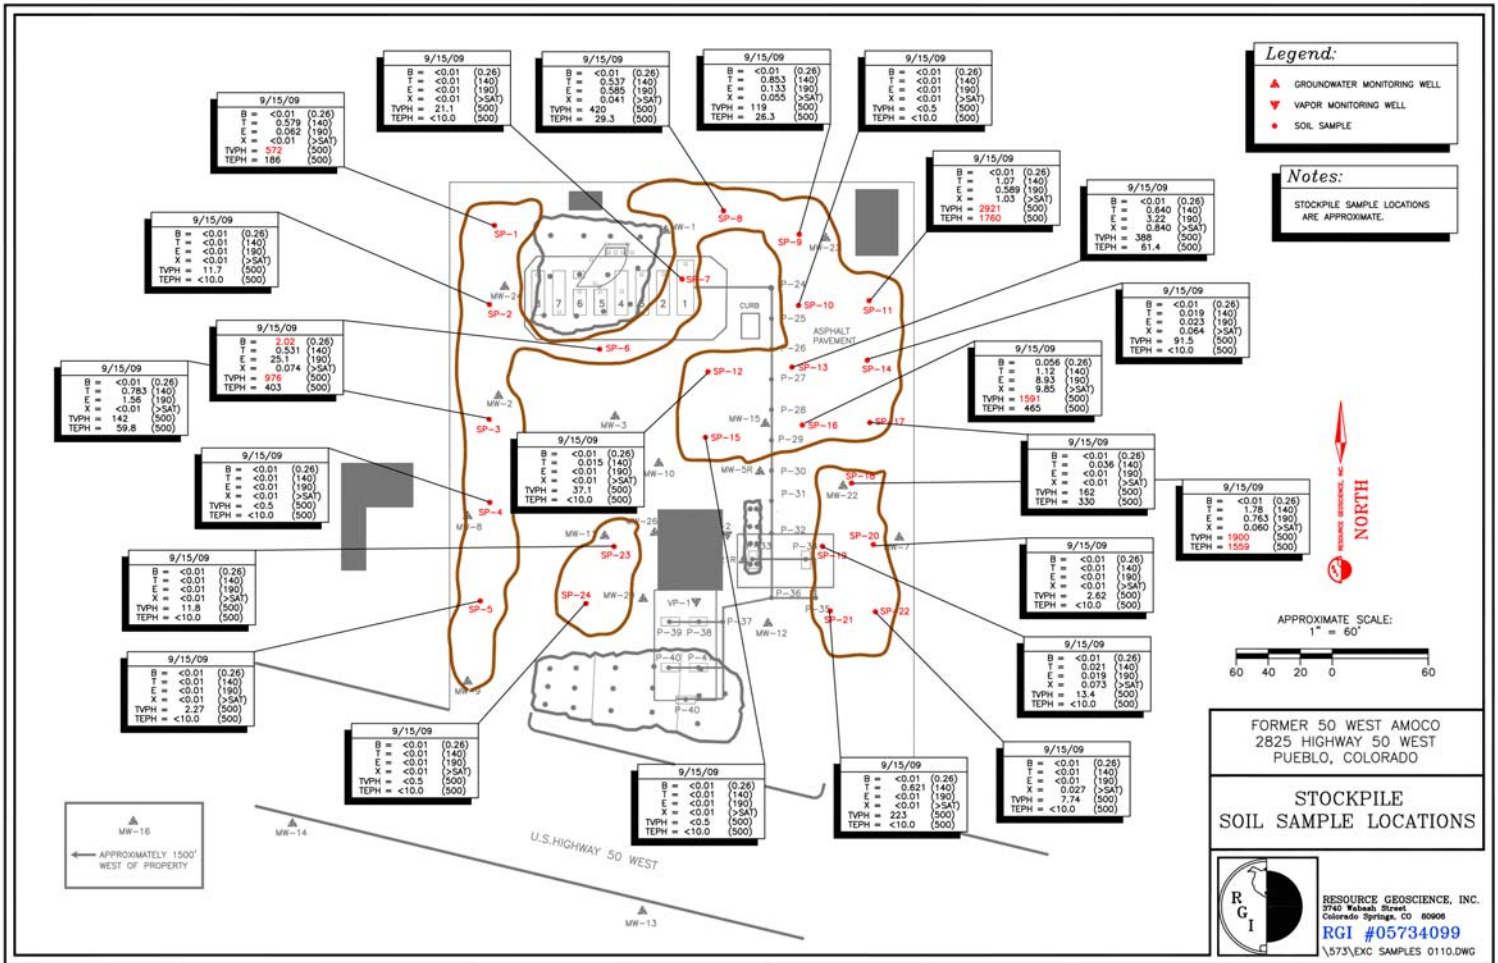 9/15/09
B = <0.01 (0.26)
T = <0.01 (140)
E = <0.01 (190)
X = <0.01 (>SAT)
TVPH = 21.1 (500)
TEPH = <10.0 (500)
9/15/09
B = <0.01 (0.26)
T = 0.537 (140)
E = 0.585 (190)
X = 0.041 (>SAT)
TVPH = 420 (500)
TEPH = 29.3 (500)
9/15/09
B = <0.01 (0.26)
T = 0.853 (140)
E = 0.133 (190)
X = 0.055 (>SAT)
TVPH = 119 (500)
TEPH = 26.3 (500)
9/15/09
B = <0.01 (0.26)
T = <0.01 (140)
E = <0.01 (190)
X = <0.01 (>SAT)
TVPH = <0.5 (500)
TEPH = <10.0 (500)
Legend:
GROUNDWATER MONITORING WELL
VAPOR MONITORING WELL
SOIL SAMPLE
9/15/09
B = <0.01 (0.26)
T = 0.579 (140)
E = 0.062 (190)
X = <0.01 (>SAT)
TVPH = 572 (500)
TEPH = 186 (500)
9/15/09
B = <0.01 (0.26)
T = 1.07 (140)
E = 0.589 (190)
X = 1.03 (>SAT)
TVPH = 2921 (500)
TEPH = 1760 (500)
9/15/09
B = <0.01 (0.26)
T = 0.640 (140)
E = 3.22 (190)
X = 0.840 (>SAT)
TVPH = 388 (500)
TEPH = 61.4 (500)
Notes:
STOCKPILE SAMPLE LOCATIONS
ARE APPROXIMATE.
9/15/09
B = <0.01 (0.26)
T = <0.01 (140)
E = <0.01 (190)
X = <0.01 (>SAT)
TVPH = 11.7 (500)
TEPH = <10.0 (500)
SP-1
SP-8
MW-1
SP-9
MW-23
SP-7
P-24
MW-2
SP-2
8 7 6 5 4 3 2 1
CURB
SP-10
SP-11
P-25
ASPHALT
PAVEMENT
9/15/09
B = <0.01 (0.26)
T = 0.019 (140)
E = 0.023 (190)
X = 0.064 (>SAT)
TVPH = 91.5 (500)
TEPH = <10.0 (500)
9/15/09
B = 2.02 (0.26)
T = 0.531 (140)
E = 25.1 (190)
X = 0.074 (>SAT)
TVPH = 976 (500)
TEPH = 403 (500)
SP-6
P-26
SP-12
SP-13
SP-14
P-27
9/15/09
B = 0.056 (0.26)
T = 1.12 (140)
E = 8.93 (190)
X = 9.85 (>SAT)
TVPH = 1591 (500)
TEPH = 465 (500)
9/15/09
B = <0.01 (0.26)
T = 0.783 (140)
E = 1.56 (190)
X = <0.01 (>SAT)
TVPH = 142 (500)
TEPH = 59.8 (500)
MW-2
SP-3
MW-3
P-28
MW-15
SP-16
SP-17
SP-15
P-29
9/15/09
B = <0.01 (0.26)
T = 0.015 (140)
E = <0.01 (190)
X = <0.01 (>SAT)
TVPH = 37.1 (500)
TEPH = <10.0 (500)
9/15/09
B = <0.01 (0.26)
T = 0.036 (140)
E = <0.01 (190)
X = <0.01 (>SAT)
TVPH = 162 (500)
TEPH = 330 (500)
9/15/09
B = <0.01 (0.26)
T = <0.01 (140)
E = <0.01 (190)
X = <0.01 (>SAT)
TVPH = <0.5 (500)
TEPH = <10.0 (500)
MW-10
MW-5R
P-30
SP-18
MW-22
P-31
SP-4
MW-8
9/15/09
B = <0.01 (0.26)
T = 1.78 (140)
E = 0.763 (190)
X = 0.060 (>SAT)
TVPH = 1900 (500)
TEPH = 1559 (500)
RESOURCE GEOSCIENCE, INC.
NORTH
MW-26
P-32
SP-23
SP-20
SP-19
9/15/09
B = <0.01 (0.26)
T = <0.01 (140)
E = <0.01 (190)
X = <0.01 (>SAT)
TVPH = 11.8 (500)
TEPH = <10.0 (500)
9/15/09
B = <0.01 (0.26)
T = <0.01 (140)
E = <0.01 (190)
X = <0.01 (>SAT)
TVPH = 2.62 (500)
TEPH = <10.0 (500)
SP-5
SP-24
VP-1
P-36
P-35
SP-21
SP-22
P-39 P-38 P-37
MW-12
APPROXIMATE SCALE:
1" = 60'
60 40 20 0 60
9/15/09
B = <0.01 (0.26)
T = <0.01 (140)
E = <0.01 (190)
X = <0.01 (>SAT)
TVPH = 2.27 (500)
TEPH = <10.0 (500)
9/15/09
B = <0.01 (0.26)
T = 0.021 (140)
E = 0.019 (190)
X = 0.073 (>SAT)
TVPH = 13.4 (500)
TEPH = <10.0 (500)
MW-9
P-40 P-41
P-40
9/15/09
B = <0.01 (0.26)
T = <0.01 (140)
E = <0.01 (190)
X = <0.01 (>SAT)
TVPH = <0.5 (500)
TEPH = <10.0 (500)
9/15/09
B = <0.01 (0.26)
T = <0.01 (140)
E = <0.01 (190)
X = <0.01 (>SAT)
TVPH = <0.5 (500)
TEPH = <10.0 (500)
9/15/09
B = <0.01 (0.26)
T = 0.621 (140)
E = <0.01 (190)
X = <0.01 (>SAT)
TVPH = 223 (500)
TEPH = <10.0 (500)
9/15/09
B = <0.01 (0.26)
T = <0.01 (140)
E = <0.01 (190)
X = 0.027 (>SAT)
TVPH = 7.74 (500)
TEPH = <10.0 (500)
FORMER 50 WEST AMOCO
2825 HIGHWAY 50 WEST
PUEBLO, COLORADO
STOCKPILE
SOIL SAMPLE LOCATIONS
MW-16
APPROXIMATELY 1500'
WEST OF PROPERTY
MW-14
U.S.HIGHWAY 50 WEST
MW-13
RGI
RESOURCE GEOSCIENCE, INC.
3740 Wabash Street
Colorado Springs, CO 80906
RGI #05734099
\573\EXC SAMPLES 0110.DWG